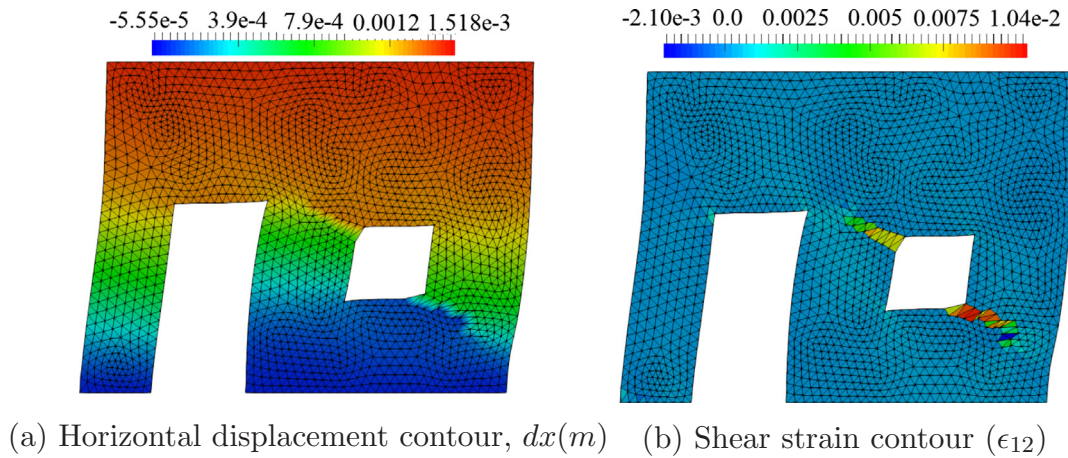 -5.55e-5 3.9e-4 7.9e-4 0.0012 1.518e-3
-2.10e-3 0.0 0.0025 0.005 0.0075 1.04e-2
(a) Horizontal displacement contour, dx(m)
(b) Shear strain contour (ϵ₁₂)